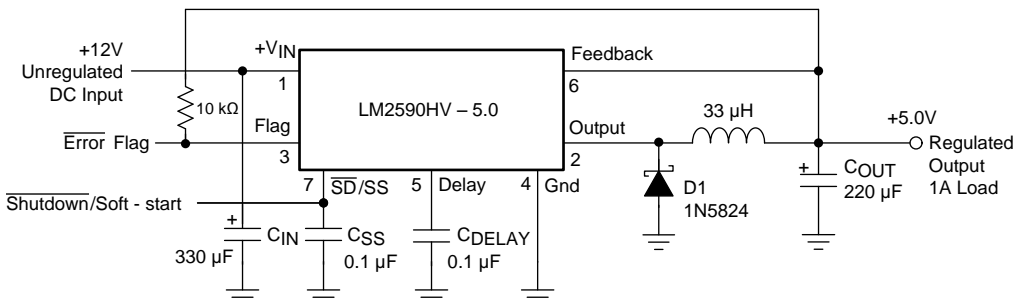 +12V
Unregulated
DC Input
+VIN
1
Feedback
6
10 kΩ
LM2590HV – 5.0
33 µH
+5.0V
Error Flag
Flag
3
Output
2
Regulated
Output
1A Load
+
COUT
220 µF
D1
1N5824
7
SD/SS
5
Delay
4
Gnd
Shutdown/Soft - start
+
CIN
330 µF
CSS
0.1 µF
CDELAY
0.1 µF